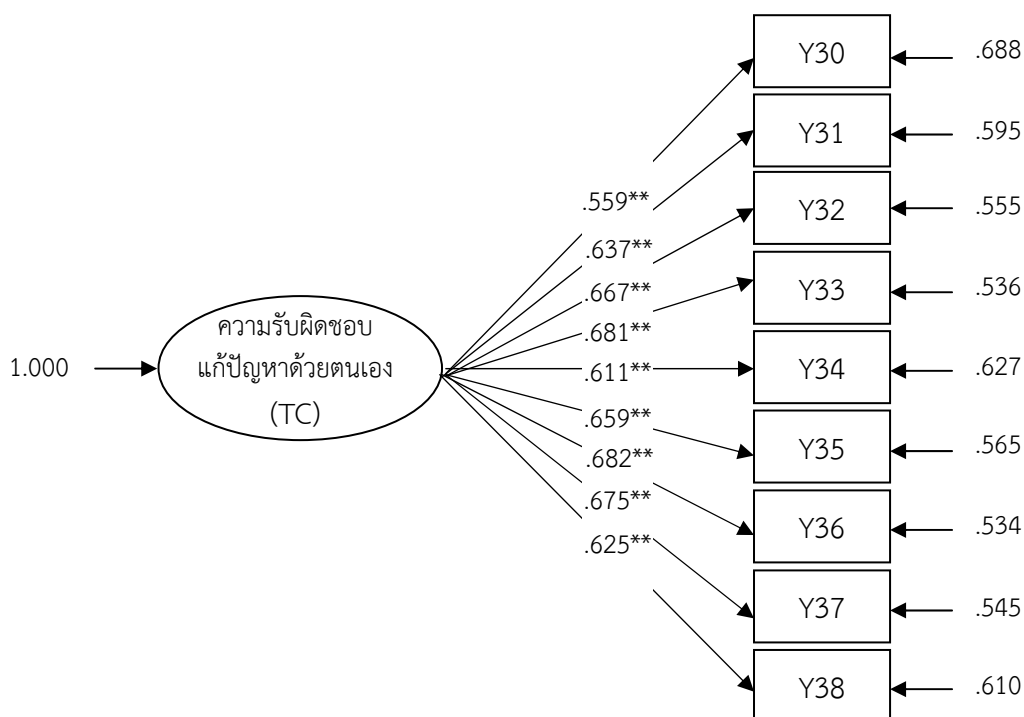 Y30
.688
Y31
.595
.559**
Y32
.555
.637**
.667**
Y33
.536
.681**
ความรับผิดชอบ
แก้ปัญหาด้วยตนเอง
(TC)
1.000
.611**
Y34
.627
.659**
Y35
.565
.682**
.675**
Y36
.534
.625**
Y37
.545
Y38
.610